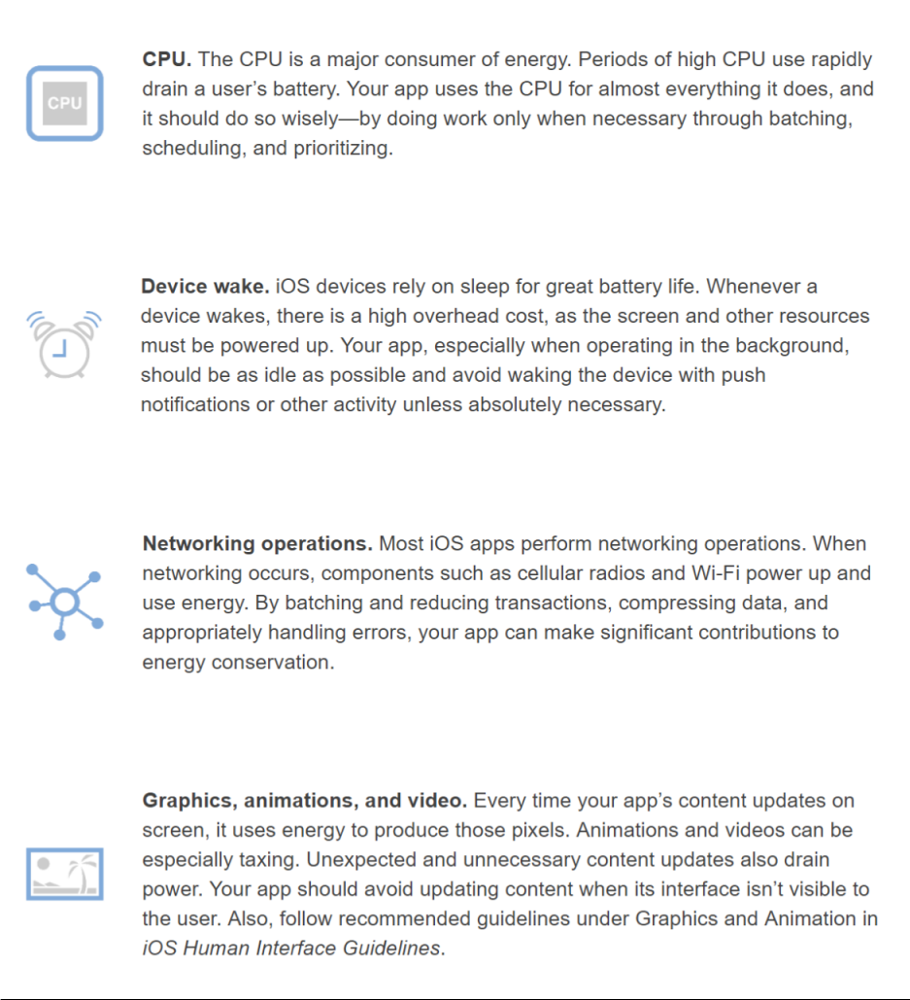 CPU. The CPU is a major consumer of energy. Periods of high CPU use rapidly
CPU
drain a user's battery. Your app uses the CPU for almost everything it does, and
it should do so wisely—by doing work only when necessary through batching,
scheduling, and prioritizing.
Device wake. iOS devices rely on sleep for great battery life. Whenever a
device wakes, there is a high overhead cost, as the screen and other resources
must be powered up. Your app, especially when operating in the background,
should be as idle as possible and avoid waking the device with push
notifications or other activity unless absolutely necessary.
Networking operations. Most iOS apps perform networking operations. When
networking occurs, components such as cellular radios and Wi-Fi power up and
use energy. By batching and reducing transactions, compressing data, and
appropriately handling errors, your app can make significant contributions to
energy conservation.
Graphics, animations, and video. Every time your app's content updates on
screen, it uses energy to produce those pixels. Animations and videos can be
especially taxing. Unexpected and unnecessary content updates also drain
power. Your app should avoid updating content when its interface isn't visible to
the user. Also, follow recommended guidelines under Graphics and Animation in
iOS Human Interface Guidelines.